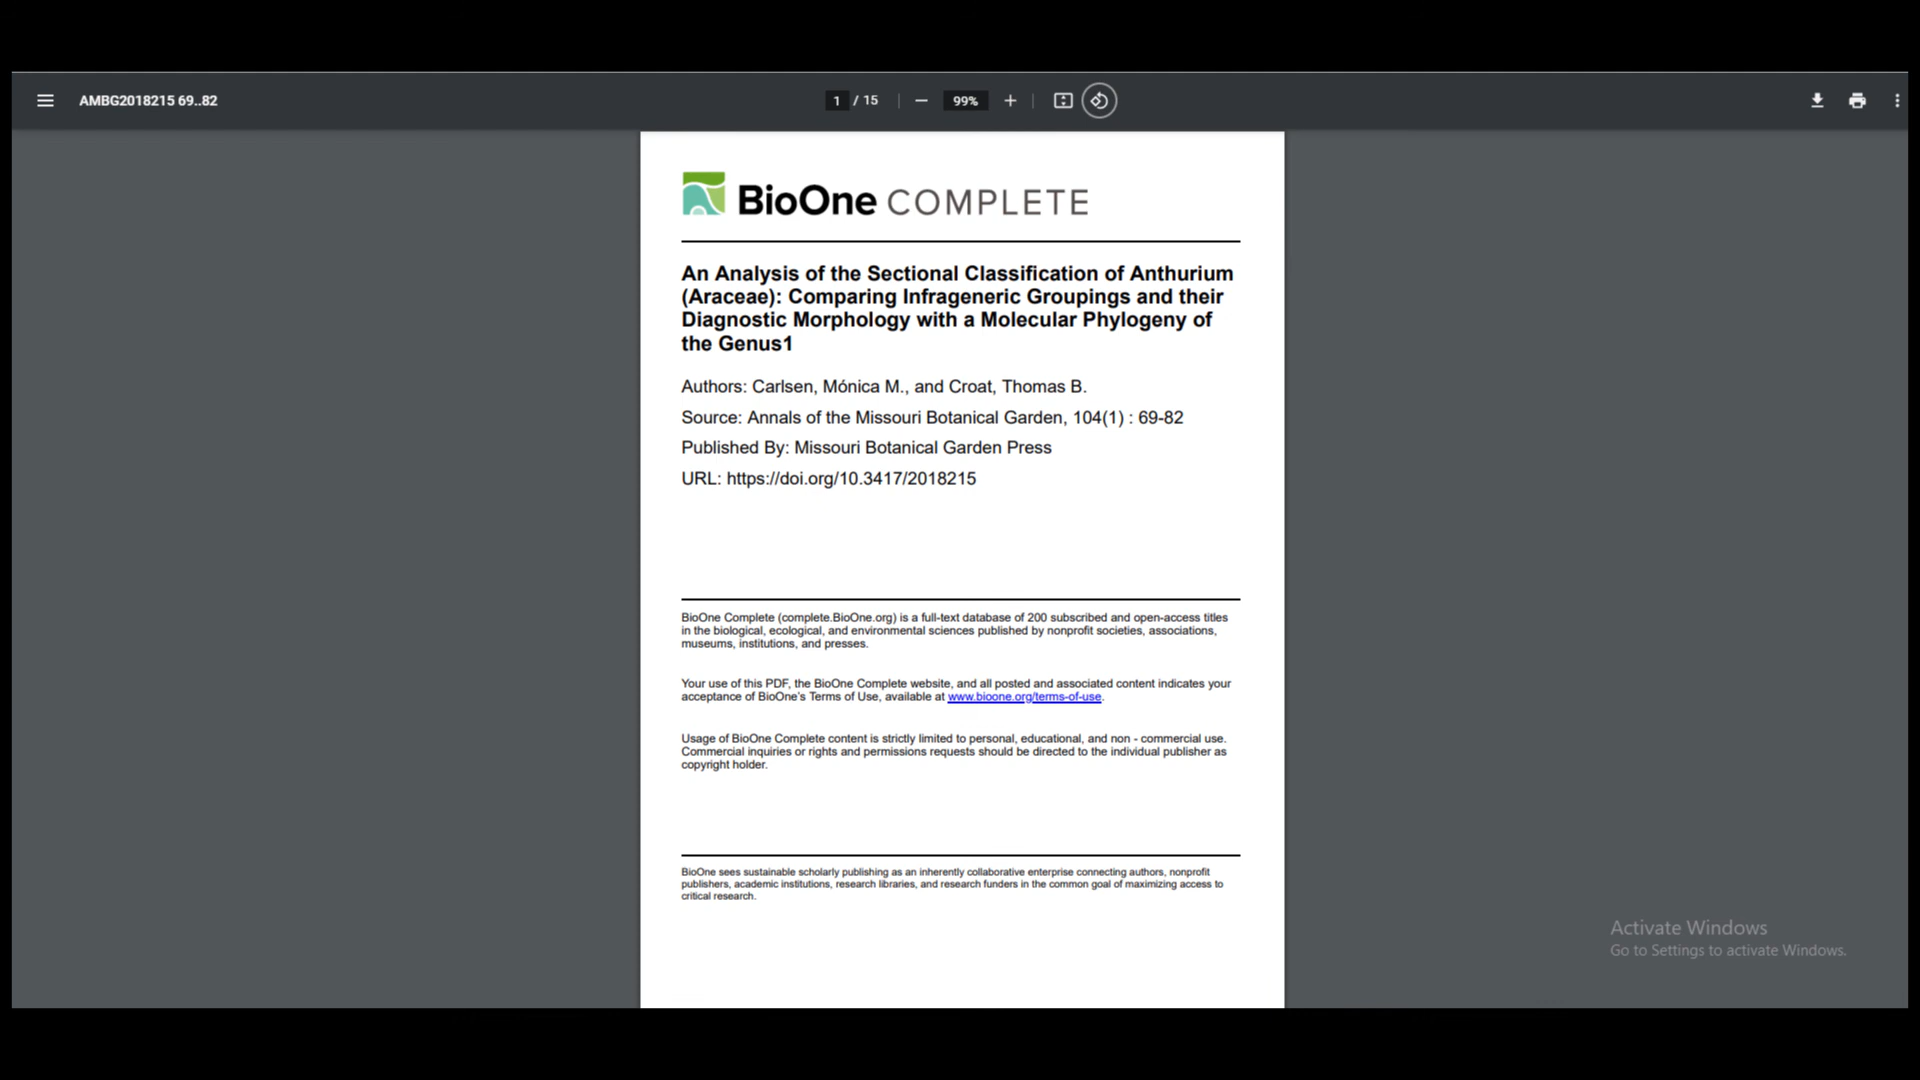 AMBG2018215 69..82
1 / 15
99%
BioOne COMPLETE
An Analysis of the Sectional Classification of Anthurium
(Araceae): Comparing Infrageneric Groupings and their
Diagnostic Morphology with a Molecular Phylogeny of
the Genus1
Authors: Carlsen, Mónica M., and Croat, Thomas B.
Source: Annals of the Missouri Botanical Garden, 104(1) : 69-82
Published By: Missouri Botanical Garden Press
URL: https://doi.org/10.3417/2018215
BioOne Complete (complete.BioOne.org) is a full-text database of 200 subscribed and open-access titles
in the biological, ecological, and environmental sciences published by nonprofit societies, associations,
museums, institutions, and presses.
Your use of this PDF, the BioOne Complete website, and all posted and associated content indicates your
acceptance of BioOne's Terms of Use, available at www.bioone.org/terms-of-use.
Usage of BioOne Complete content is strictly limited to personal, educational, and non - commercial use.
Commercial inquiries or rights and permissions requests should be directed to the individual publisher as
copyright holder.
BioOne sees sustainable scholarly publishing as an inherently collaborative enterprise connecting authors, nonprofit
publishers, academic institutions, research libraries, and research funders in the common goal of maximizing access to
critical research.
Activate Windows
Go to Settings to activate Windows.